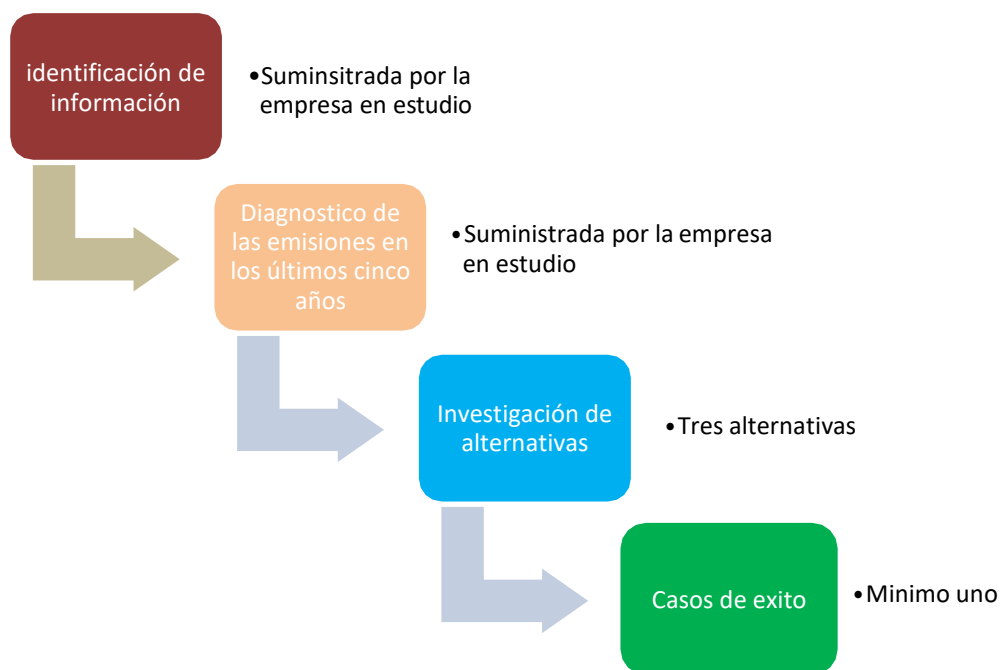 identificación de
información
•Suminsitrada por la
empresa en estudio
Diagnostico de
las emisiones en
los últimos cinco
años
•Suministrada por la empresa
en estudio
Investigación de
alternativas
•Tres alternativas
Casos de exito
•Minimo uno